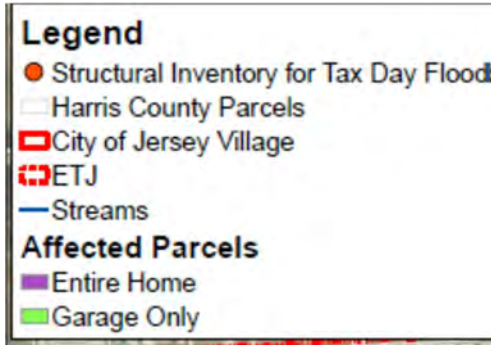 Legend
Structural Inventory for Tax Day Flood
Harris County Parcels
City of Jersey Village
ETJ
Streams
Affected Parcels
Entire Home
Garage Only